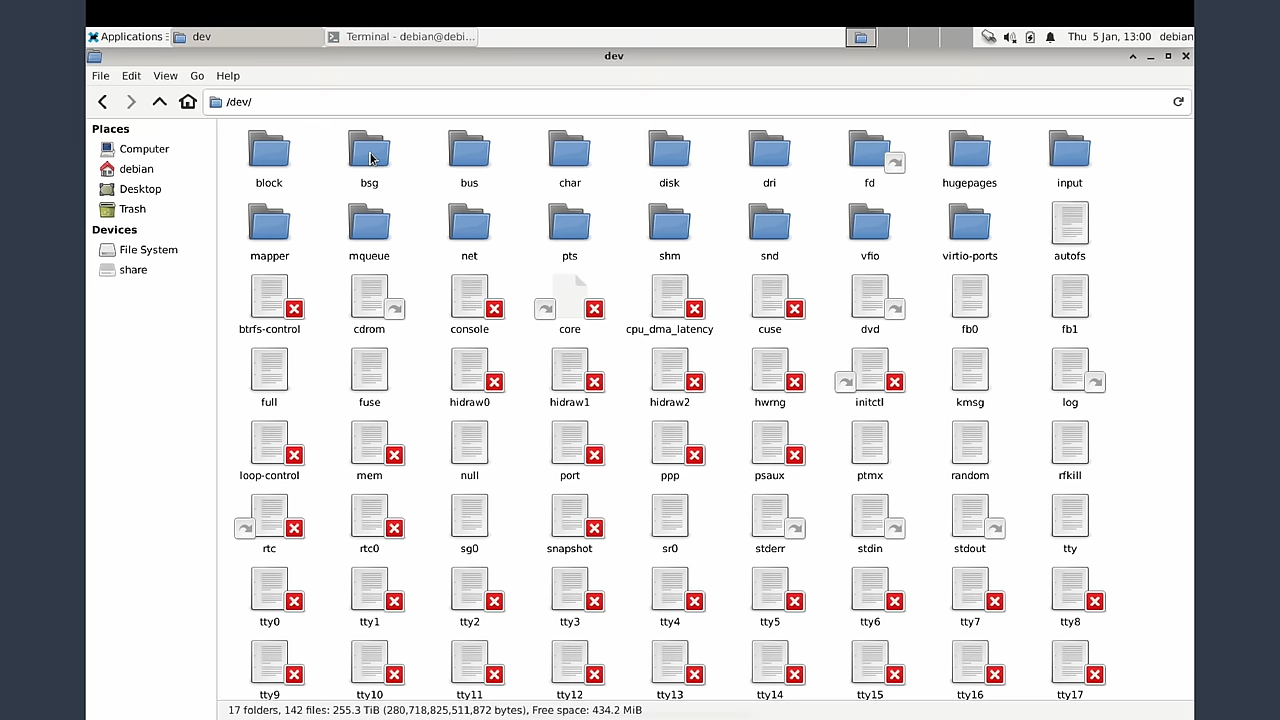 Applications
dev
Terminal - debian@debi...
Thu 5 Jan, 13:00
debian
dev
File
Edit
View
Go
Help
/dev/
Places
Computer
debian
Desktop
Trash
Devices
File System
share
block
bsg
bus
char
disk
dri
fd
hugepages
input
mapper
mqueue
net
pts
shm
snd
vfio
virtio-ports
autofs
btrfs-control
cdrom
console
core
cpu_dma_latency
cuse
dvd
fb0
fb1
full
fuse
hidraw0
hidraw1
hidraw2
hwrng
initctl
kmsg
log
loop-control
mem
null
port
ppp
psaux
ptmx
random
rfkill
rtc
rtc0
sg0
snapshot
sr0
stderr
stdin
stdout
tty
tty0
tty1
tty2
tty3
tty4
tty5
tty6
tty7
tty8
tty9
tty10
tty11
tty12
tty13
tty14
tty15
tty16
tty17
17 folders, 142 files: 255.3 TiB (280,718,825,511,872 bytes), Free space: 434.2 MiB